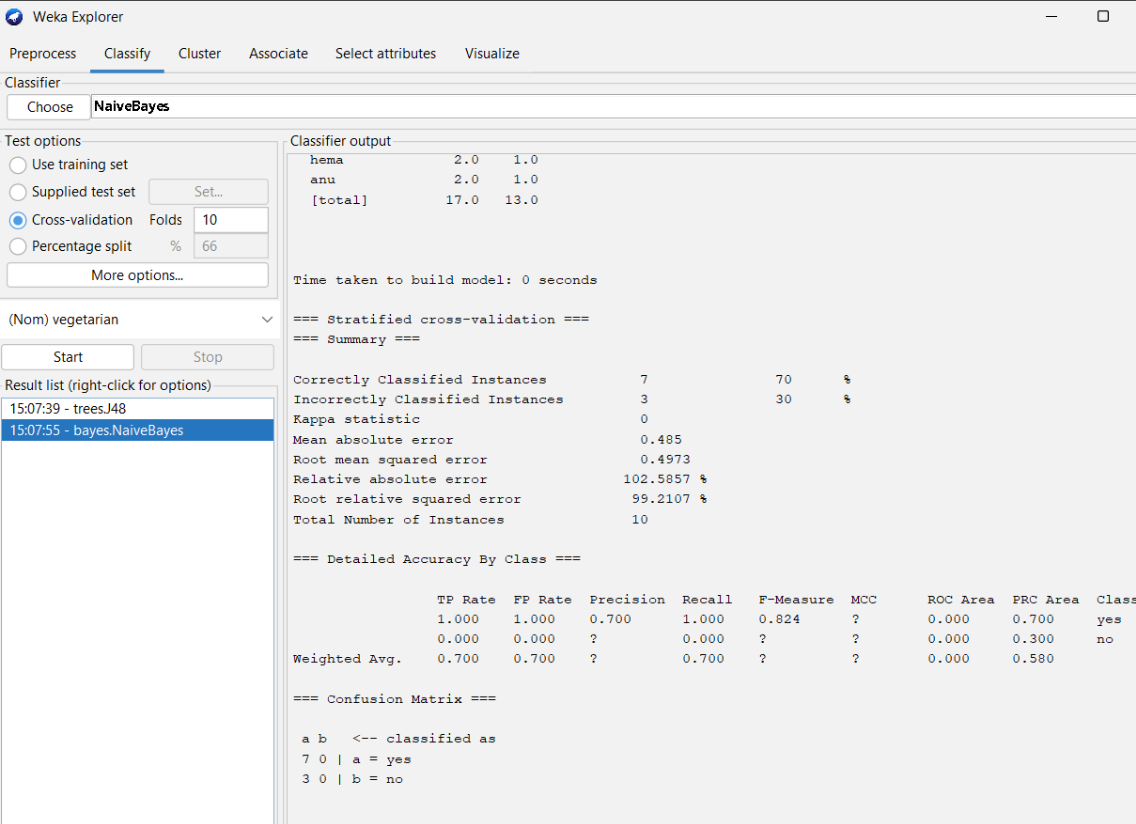 Weka Explorer
Preprocess Classify Cluster Associate Select attributes Visualize
Classifier
Choose NaiveBayes
Test options
Use training set
Supplied test set Set...
Cross-validation Folds 10
Percentage split % 66
More options...
(Nom) vegetarian
Start Stop
Result list (right-click for options)
15:07:39 - trees.J48
15:07:55 - bayes.NaiveBayes
Classifier output
hema 2.0 1.0
anu 2.0 1.0
[total] 17.0 13.0
Time taken to build model: 0 seconds
=== Stratified cross-validation ===
=== Summary ===
Correctly Classified Instances 7 70 %
Incorrectly Classified Instances 3 30 %
Kappa statistic 0
Mean absolute error 0.485
Root mean squared error 0.4973
Relative absolute error 102.5857 %
Root relative squared error 99.2107 %
Total Number of Instances 10
=== Detailed Accuracy By Class ===
TP Rate FP Rate Precision Recall F-Measure MCC ROC Area PRC Area Class
1.000 1.000 0.700 1.000 0.824 ? 0.000 0.700 yes
0.000 0.000 ? 0.000 ? ? 0.000 0.300 no
Weighted Avg. 0.700 0.700 ? 0.700 ? ? 0.000 0.580
=== Confusion Matrix ===
a b <-- classified as
7 0 | a = yes
3 0 | b = no